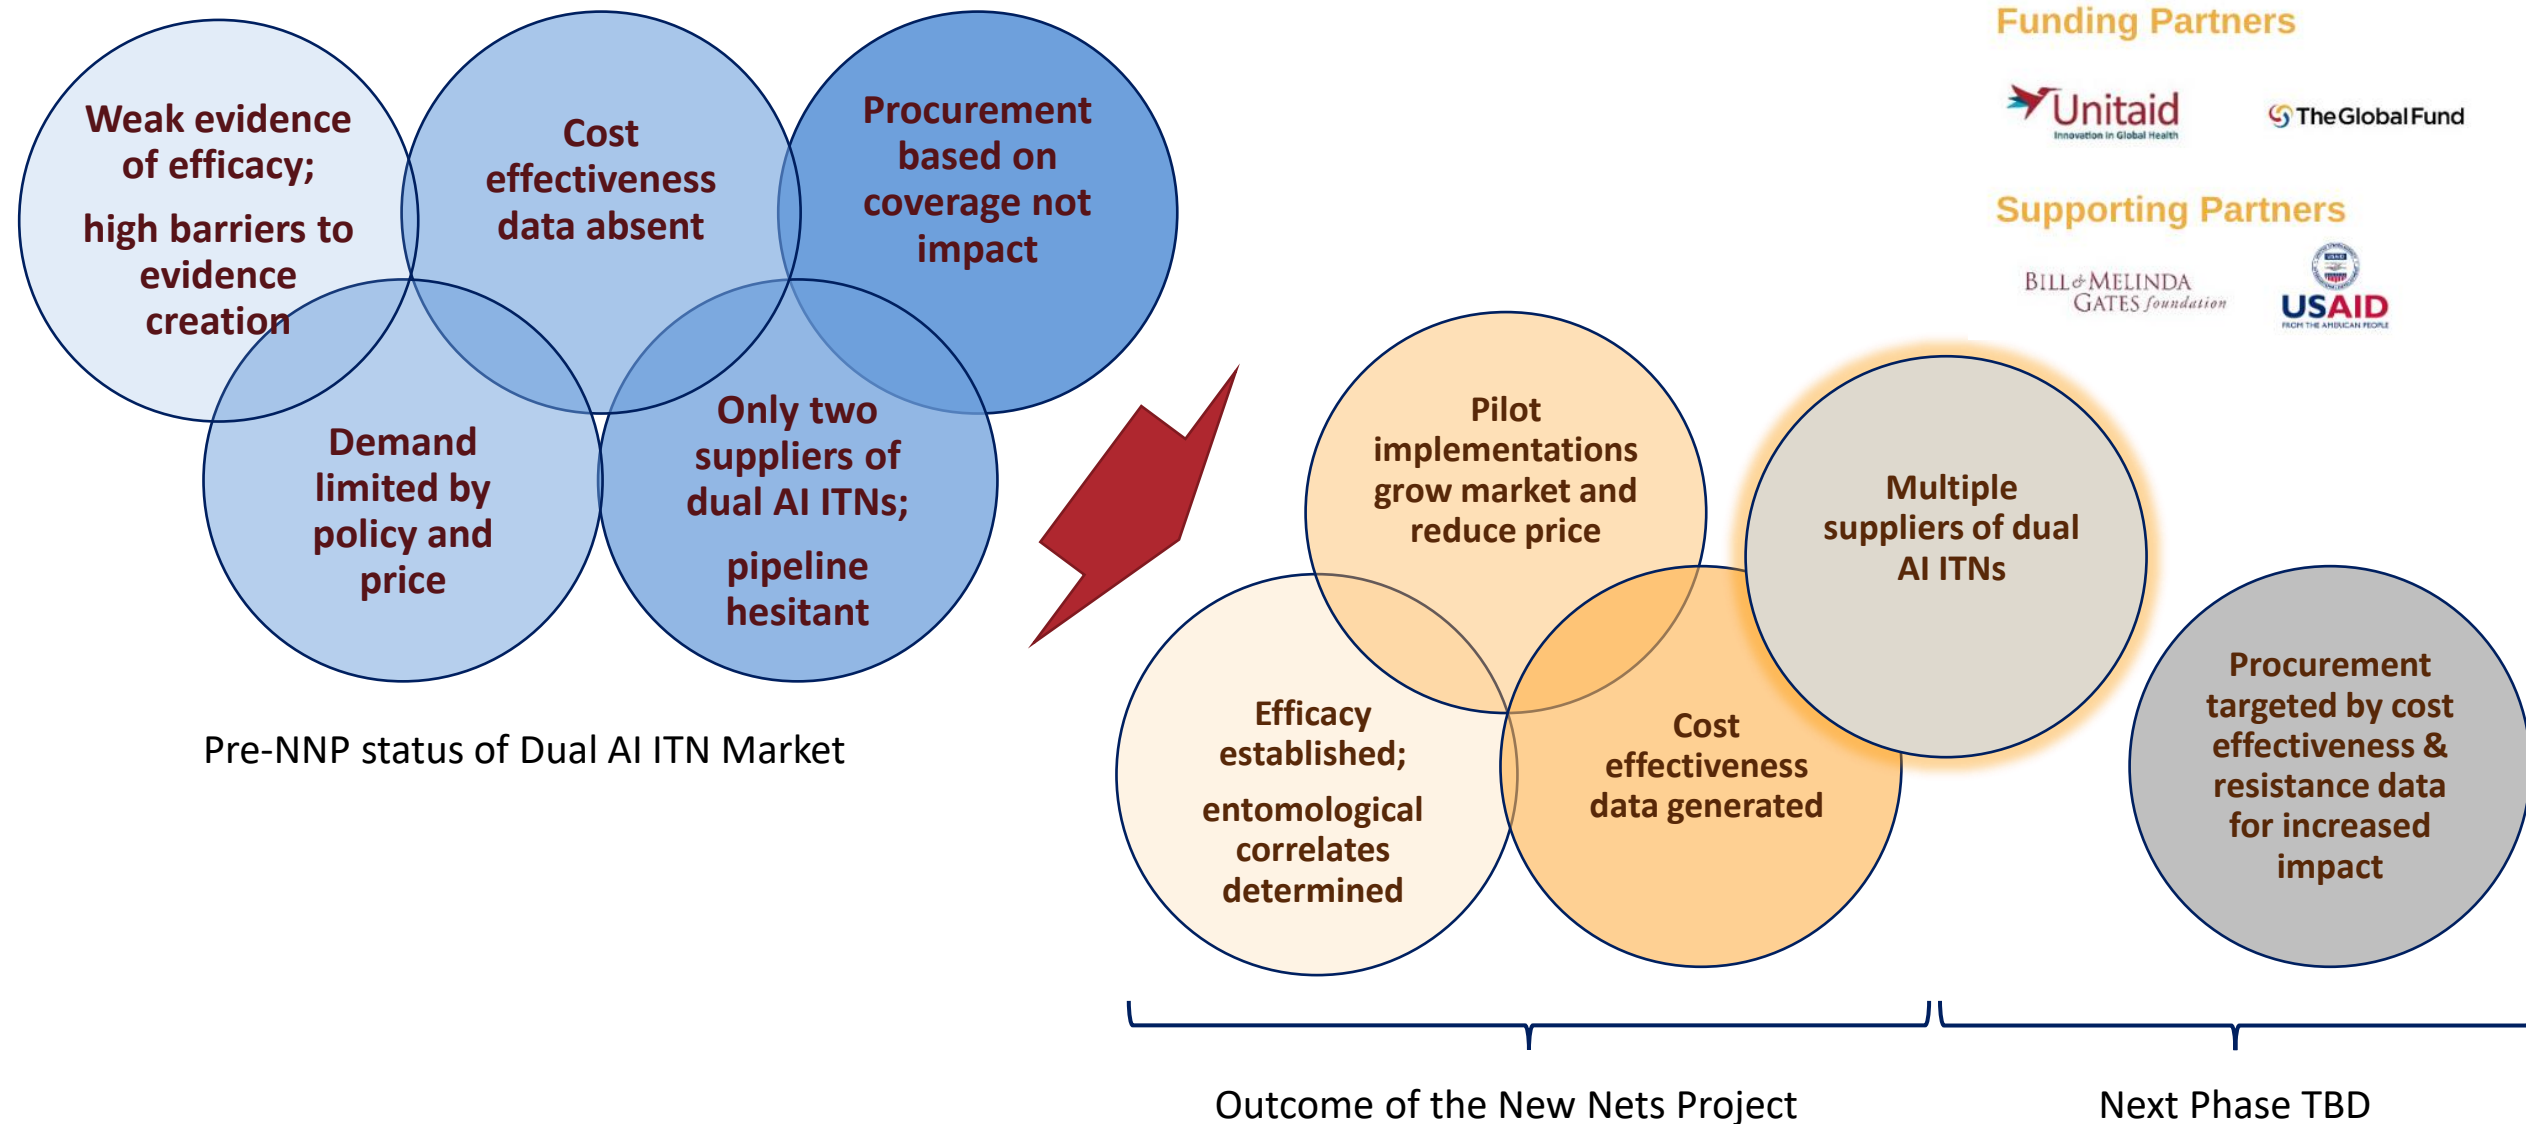 Weak evidence
of efficacy;
high barriers to
evidence
creation
Cost
effectiveness
data absent
Procurement
based on
coverage not
impact
Demand
limited by
policy and
price
Only two
suppliers of
dual AI ITNs;
pipeline
hesitant
Pre-NNP status of Dual AI ITN Market
Funding Partners
Unitaid
Innovation in Global Health
The Global Fund
Supporting Partners
BILL & MELINDA
GATES foundation
USAID
FROM THE AMERICAN PEOPLE
Pilot
implementations
grow market and
reduce price
Multiple
suppliers of dual
AI ITNs
Efficacy
established;
entomological
correlates
determined
Cost
effectiveness
data generated
Procurement
targeted by cost
effectiveness &
resistance data
for increased
impact
Outcome of the New Nets Project
Next Phase TBD